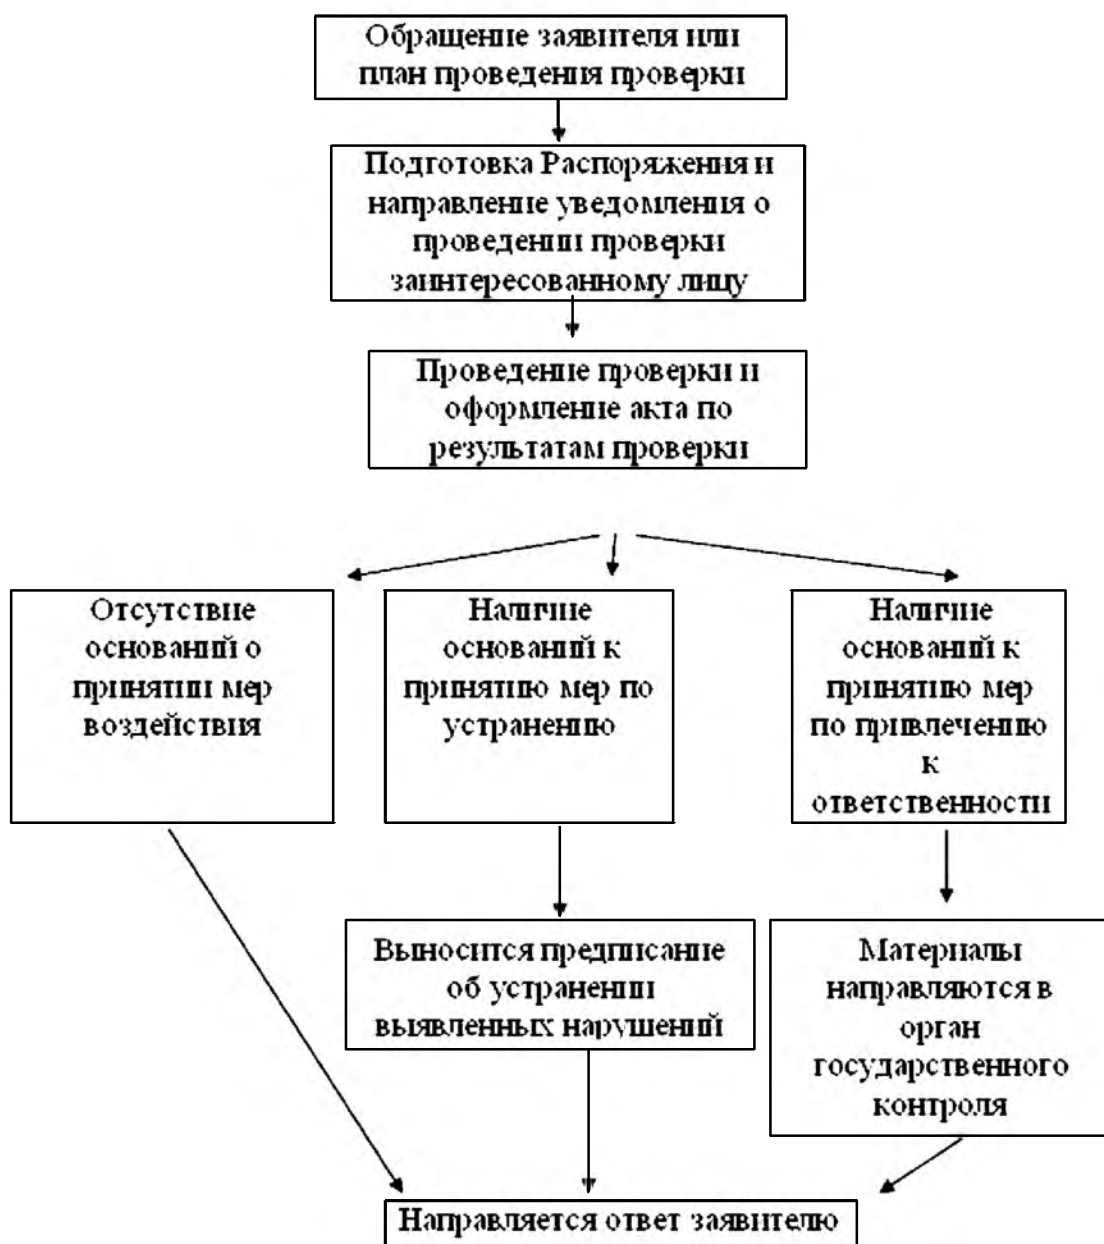 Обращение заявителя или
план проведения проверки
Подготовка Распоряжения и
направление уведомления о
проведении проверки
заинтересованному лицу
Проведение проверки и
оформление акта по
результатам проверки
Отсутствие
оснований о
принятии мер
воздействия
Наличие
оснований к
принятию мер по
устранению
Наличие
оснований к
принятию мер
по привлечению
к
ответственности
Выносится предписание
об устранении
выявленных нарушений
Материалы
направляются в
орган
государственного
контроля
Направляется ответ заявителю